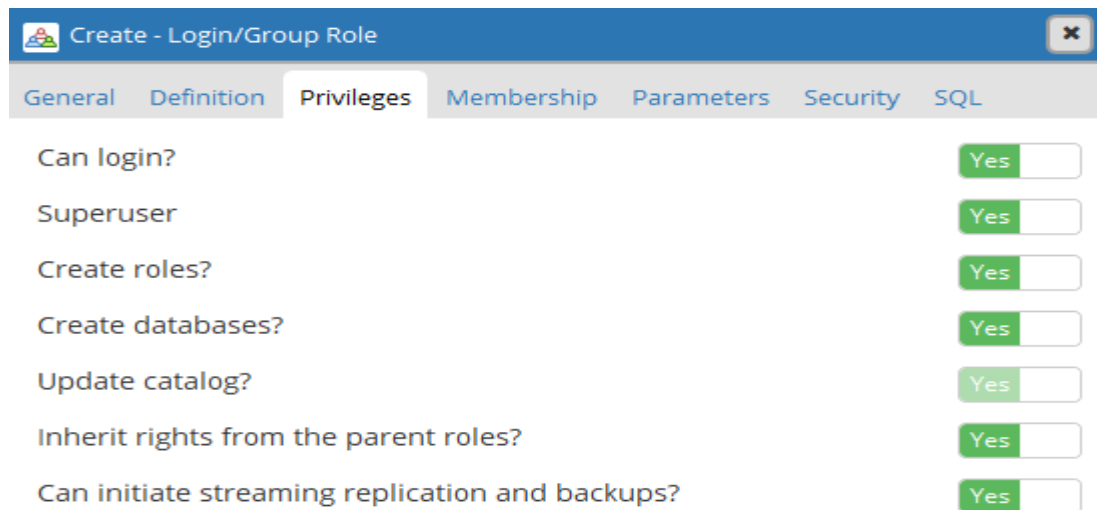 Create - Login/Group Role
General Definition Privileges Membership Parameters Security SQL
Can login? Yes
Superuser Yes
Create roles? Yes
Create databases? Yes
Update catalog? Yes
Inherit rights from the parent roles? Yes
Can initiate streaming replication and backups? Yes